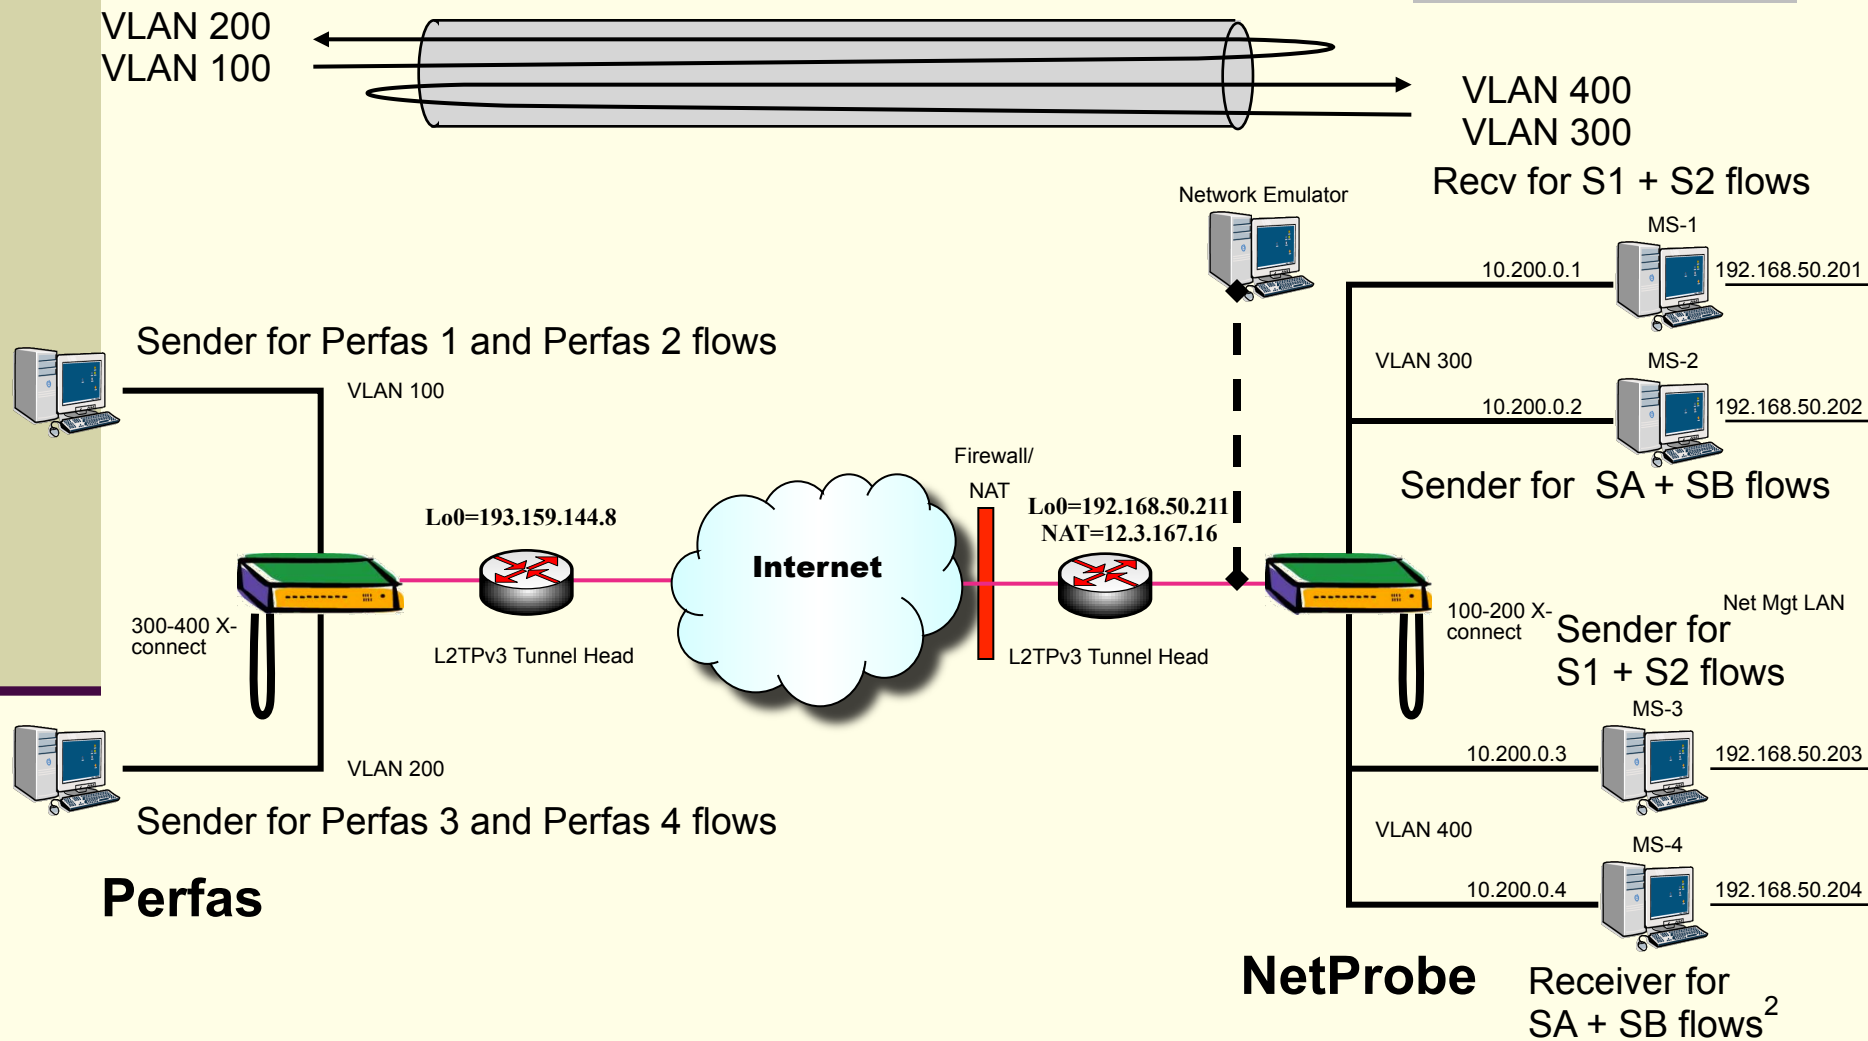 VLAN 200
VLAN 100
VLAN 400
VLAN 300
Recv for S1 + S2 flows
Network Emulator
MS-1
10.200.0.1
192.168.50.201
Sender for Perfas 1 and Perfas 2 flows
VLAN 100
VLAN 300
MS-2
10.200.0.2
192.168.50.202
Sender for SA + SB flows
Firewall/
NAT
Lo0=193.159.144.8
Lo0=192.168.50.211
NAT=12.3.167.16
Internet
300-400 X-
connect
L2TPv3 Tunnel Head
L2TPv3 Tunnel Head
100-200 X-
connect
Net Mgt LAN
Sender for
S1 + S2 flows
MS-3
10.200.0.3
192.168.50.203
VLAN 200
Sender for Perfas 3 and Perfas 4 flows
VLAN 400
MS-4
10.200.0.4
192.168.50.204
Perfas
NetProbe
Receiver for
SA + SB flows
2